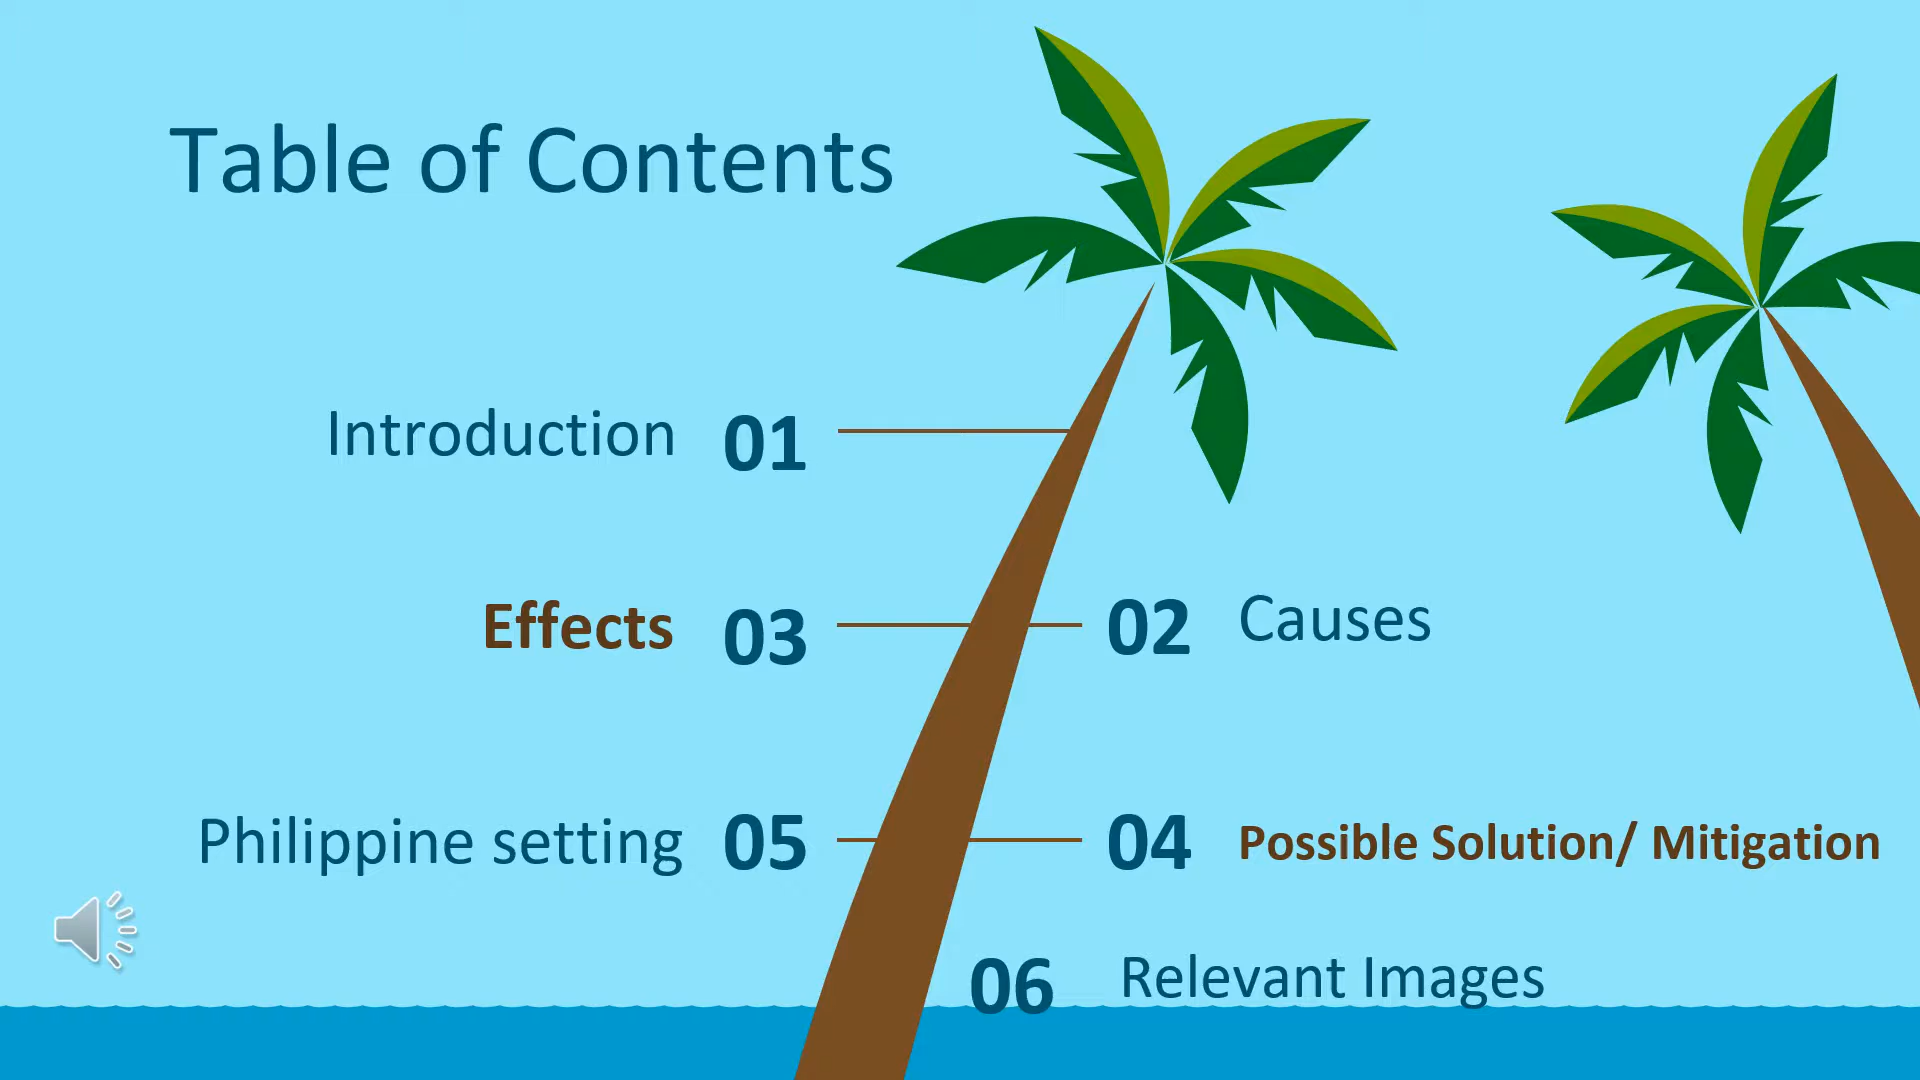 Table of Contents
Introduction 01
Effects 03
02 Causes
Philippine setting 05
04 Possible Solution/ Mitigation
06 Relevant Images